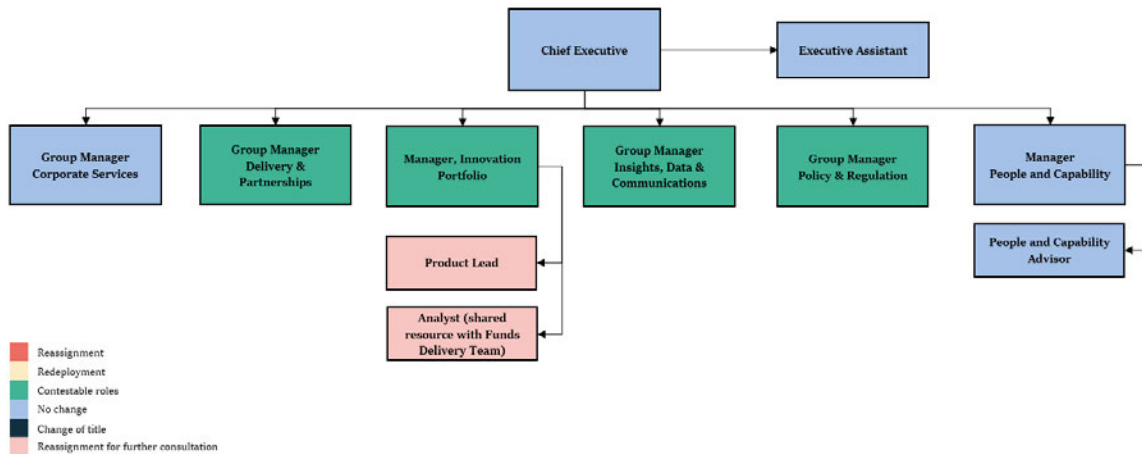 Chief Executive
Executive Assistant
Group Manager
Corporate Services
Group Manager
Delivery &
Partnerships
Manager, Innovation
Portfolio
Group Manager
Insights, Data &
Communications
Group Manager
Policy & Regulation
Manager
People and Capability
Product Lead
People and Capability
Advisor
Analyst (shared
resource with Funds
Delivery Team)
Reassignment
Redeployment
Contestable roles
No change
Change of title
Reassignment for further consultation